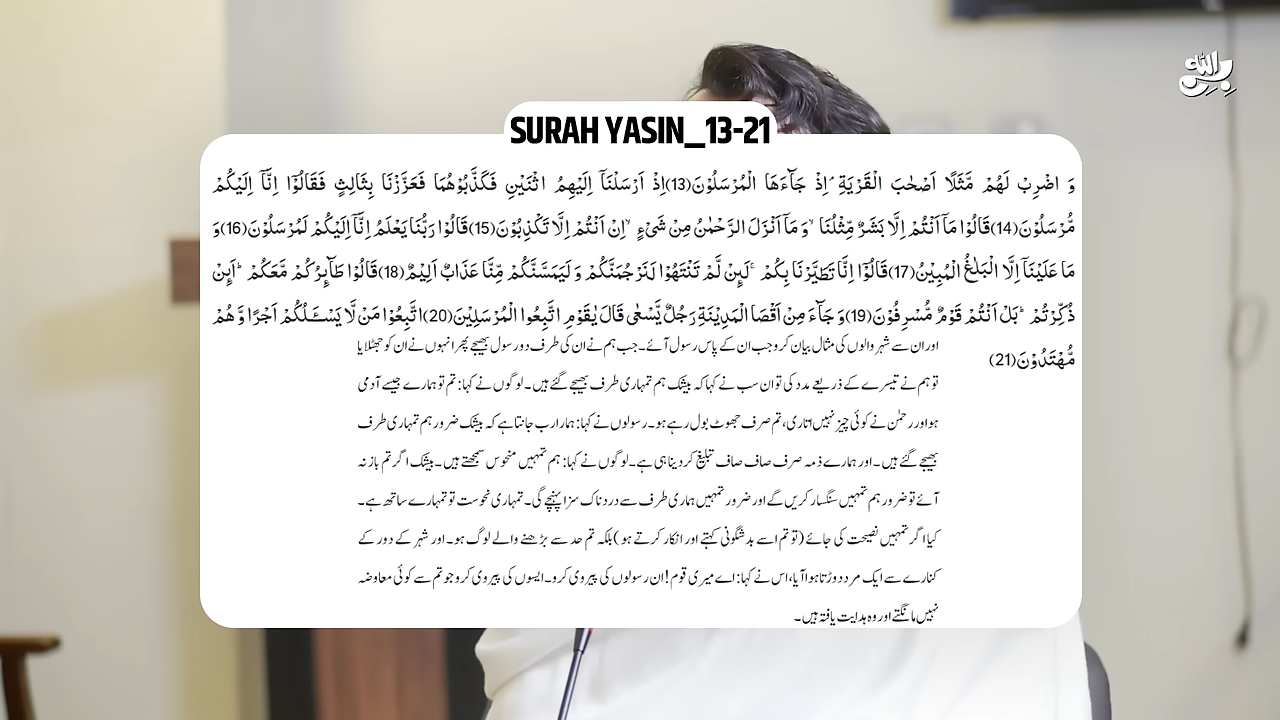 SURAH YASIN_13-21
وَ اضْرِبْ لَهُمْ مَّثَلًا اَصْحٰبَ الْقَرْیَةِ ۘ اِذْ جَآءَهَا الْمُرْسَلُوْنَ(13)اِذْ اَرْسَلْنَاۤ اِلَیْهِمُ اثْنَیْنِ فَكَذَّبُوْهُمَا فَعَزَّزْنَا بِثَالِثٍ فَقَالُوْۤا اِنَّاۤ اِلَیْكُمْ
مُّرْسَلُوْنَ(14)قَالُوْا مَاۤ اَنْتُمْ اِلَّا بَشَرٌ مِّثْلُنَا ۙ وَ مَاۤ اَنْزَلَ الرَّحْمٰنُ مِنْ شَیْءٍ ۙ اِنْ اَنْتُمْ اِلَّا تَكْذِبُوْنَ(15)قَالُوْا رَبُّنَا یَعْلَمُ اِنَّاۤ اِلَیْكُمْ لَمُرْسَلُوْنَ(16)وَ
مَا عَلَیْنَاۤ اِلَّا الْبَلٰغُ الْمُبِیْنُ(17)قَالُوْۤا اِنَّا تَطَیَّرْنَا بِكُمْ ۚ لَىٕنْ لَّمْ تَنْتَهُوْا لَنَرْجُمَنَّكُمْ وَ لَیَمَسَّنَّكُمْ مِّنَّا عَذَابٌ اَلِیْمٌ(18)قَالُوْا طَآىٕرُكُمْ مَّعَكُمْ ؕ اَىٕنْ
ذُكِّرْتُمْ ؕ بَلْ اَنْتُمْ قَوْمٌ مُّسْرِفُوْنَ(19)وَ جَآءَ مِنْ اَقْصَا الْمَدِیْنَةِ رَجُلٌ یَّسْعٰى قَالَ یٰقَوْمِ اتَّبِعُوا الْمُرْسَلِیْنَ(20)اتَّبِعُوْا مَنْ لَّا یَسْــٴَـلُكُمْ اَجْرًا وَّ هُمْ
مُّهْتَدُوْنَ(21)
اور ان سے شہر والوں کی مثال بیان کرو جب ان کے پاس رسول آئے۔ جب ہم نے ان کی طرف دو رسول بھیجے پھر انہوں نے ان کو جھٹلایا
تو ہم نے تیسرے کے ذریعے مدد کی تو ان سب نے کہا کہ بیشک ہم تمہاری طرف بھیجے گئے ہیں۔ لوگوں نے کہا: تم تو ہمارے جیسے آدمی
ہو اور رحمٰن نے کوئی چیز نہیں اتاری، تم صرف جھوٹ بول رہے ہو۔ رسولوں نے کہا: ہمارا رب جانتا ہے کہ بیشک ضرور ہم تمہاری طرف
بھیجے گئے ہیں۔ اور ہمارے ذمہ صرف صاف صاف تبلیغ کردینا ہی ہے۔ لوگوں نے کہا: ہم تمہیں منحوس سمجھتے ہیں۔ بیشک اگر تم باز نہ
آئے تو ضرور ہم تمہیں سنگسار کریں گے اور ضرور تمہیں ہماری طرف سے دردناک سزا پہنچے گی۔ تمہاری نحوست تو تمہارے ساتھ ہے۔
کیا اگر تمہیں نصیحت کی جائے (تو تم اسے بدشگونی کہتے اور انکار کرتے ہو) بلکہ تم حد سے بڑھنے والے لوگ ہو۔ اور شہر کے دور کے
کنارے سے ایک مرد دوڑتا ہوا آیا، اس نے کہا: اے میری قوم! ان رسولوں کی پیروی کرو۔ ایسوں کی پیروی کرو جو تم سے کوئی معاوضہ
نہیں مانگتے اور وہ ہدایت یافتہ ہیں۔